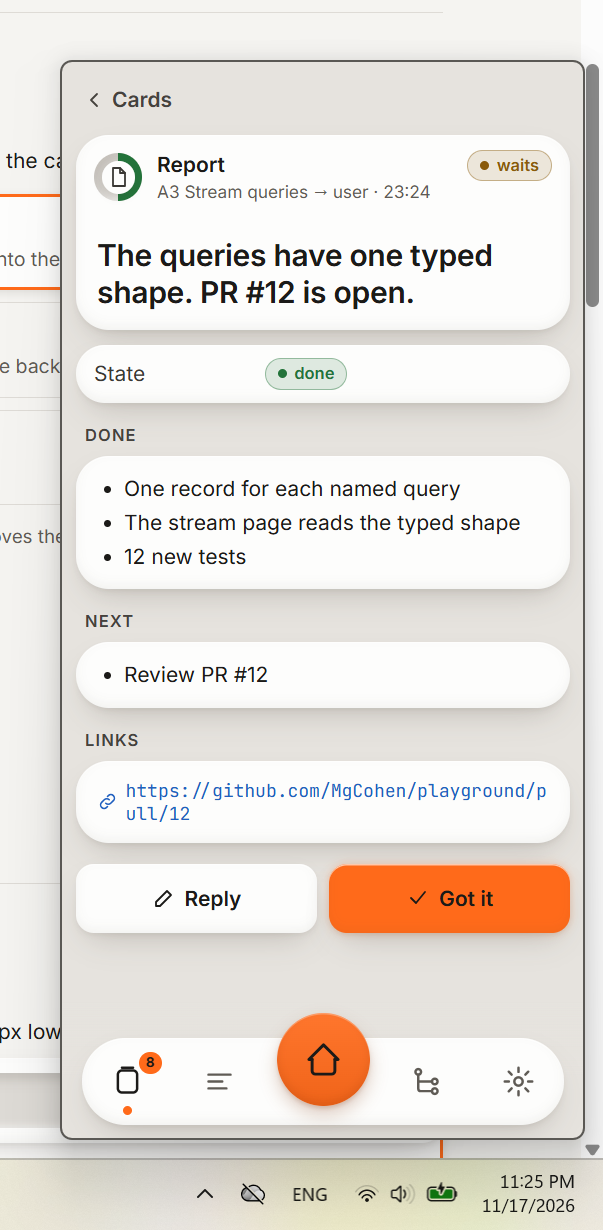 the ca
nto the
e back
ves the
px low
Cards
Report
waits
A3 Stream queries → user · 23:24
The queries have one typed
shape. PR #12 is open.
State
done
DONE
• One record for each named query
• The stream page reads the typed shape
• 12 new tests
NEXT
• Review PR #12
LINKS
https://github.com/MgCohen/playground/p
ull/12
Reply
Got it
8
ENG
11:25 PM
11/17/2026